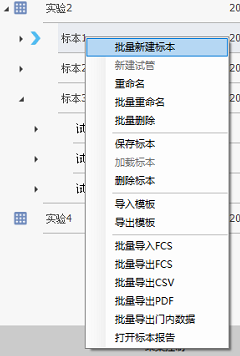 实验2
20
标本1
批量新建标本
新建试管
标本2
重命名
批量重命名
标本3
批量删除
保存标本
加载标本
删除标本
导入模板
实验4
20
导出模板
批量导入FCS
批量导出FCS
批量导出CSV
批量导出PDF
批量导出门内数据
打开标本报告